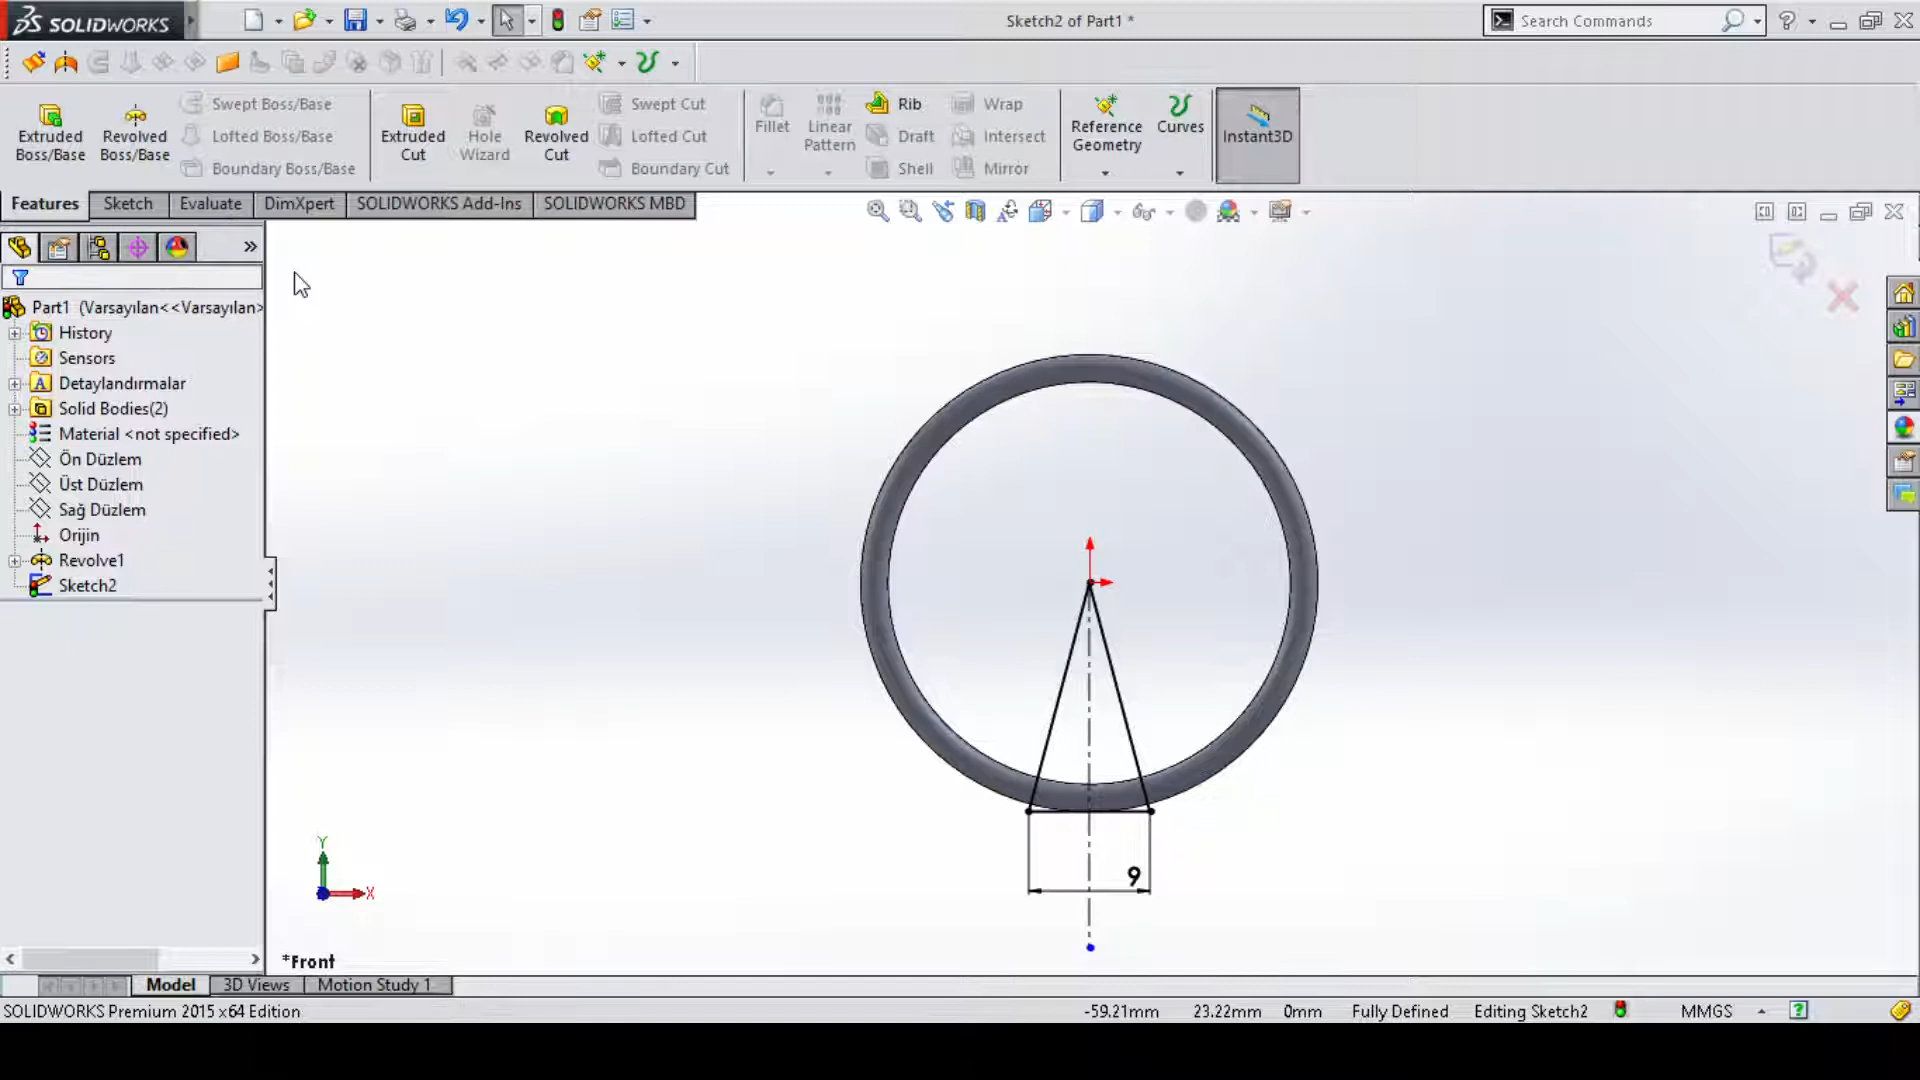 SOLIDWORKS
Sketch2 of Part1 *
Search Commands
Extruded Boss/Base
Revolved Boss/Base
Swept Boss/Base
Lofted Boss/Base
Boundary Boss/Base
Extruded Cut
Hole Wizard
Revolved Cut
Swept Cut
Lofted Cut
Boundary Cut
Fillet
Linear Pattern
Rib
Draft
Shell
Wrap
Intersect
Mirror
Reference Geometry
Curves
Instant3D
Features
Sketch
Evaluate
DimXpert
SOLIDWORKS Add-Ins
SOLIDWORKS MBD
Part1 (Varsayılan<<Varsayılan>
History
Sensors
Detaylandırmalar
Solid Bodies(2)
Material <not specified>
Ön Düzlem
Üst Düzlem
Sağ Düzlem
Orijin
Revolve1
Sketch2
9
Y
X
*Front
Model
3D Views
Motion Study 1
SOLIDWORKS Premium 2015 x64 Edition
-59.21mm
23.22mm
0mm
Fully Defined
Editing Sketch2
MMGS